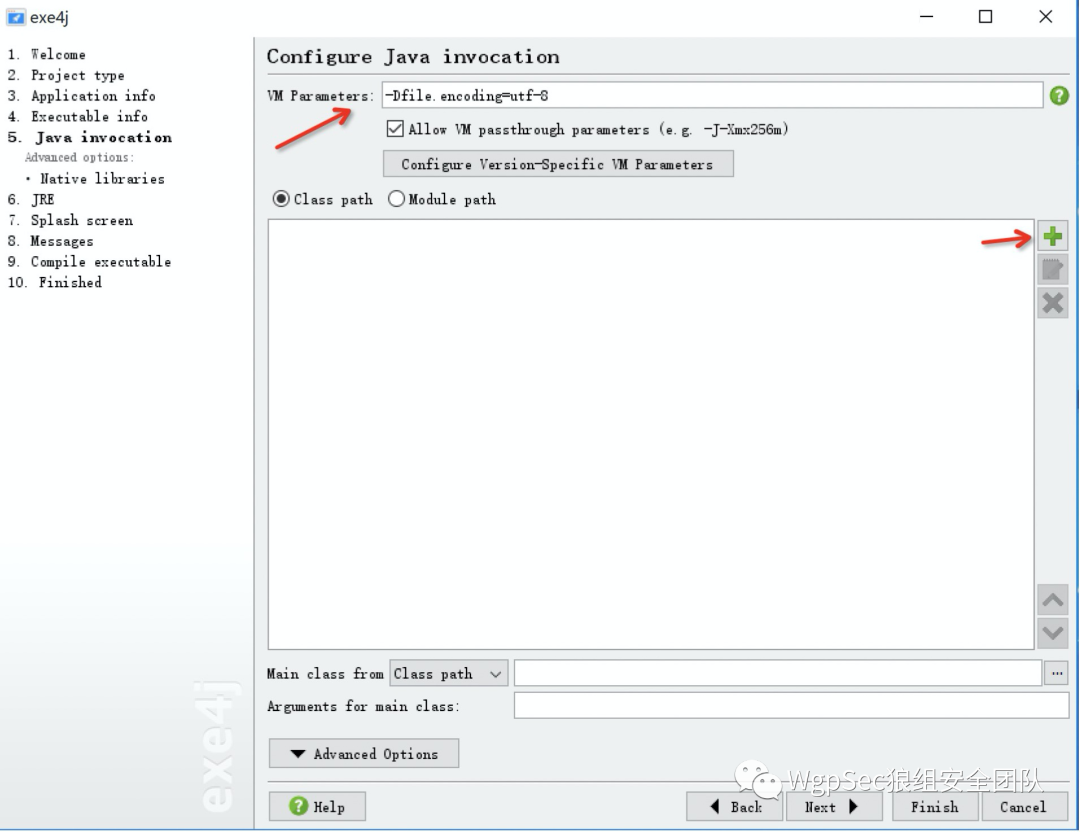 exe4j
1. Welcome
2. Project type
3. Application info
4. Executable info
5. Java invocation
Advanced options:
• Native libraries
6. JRE
7. Splash screen
8. Messages
9. Compile executable
10. Finished
exe4j
Configure Java invocation
VM Parameters: -Dfile.encoding=utf-8
Allow VM passthrough parameters (e.g. -J-Xmx256m)
Configure Version-Specific VM Parameters
Class path Module path
Main class from Class path ...
Arguments for main class:
Advanced Options
WgpSec狼组安全团队
Help Back Next Finish Cancel